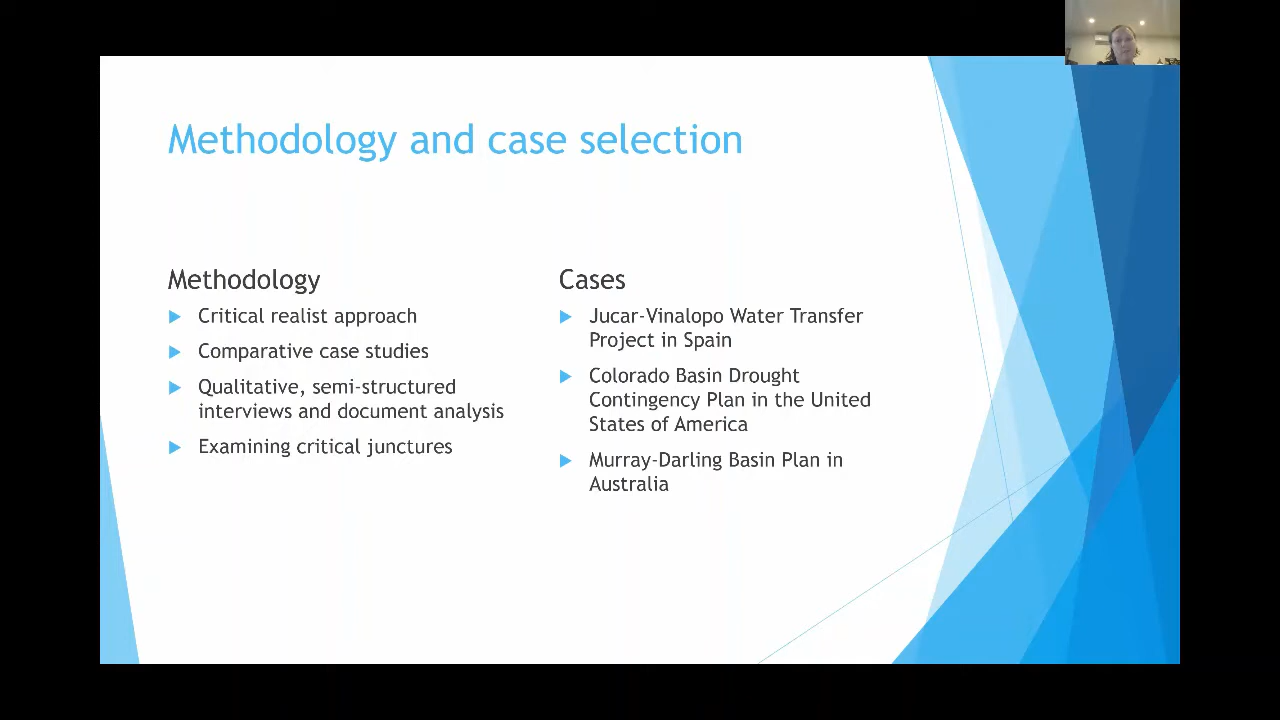 Methodology and case selection
Methodology
Critical realist approach
Comparative case studies
Qualitative, semi-structured
interviews and document analysis
Examining critical junctures
Cases
Jucar-Vinalopo Water Transfer
Project in Spain
Colorado Basin Drought
Contingency Plan in the United
States of America
Murray-Darling Basin Plan in
Australia